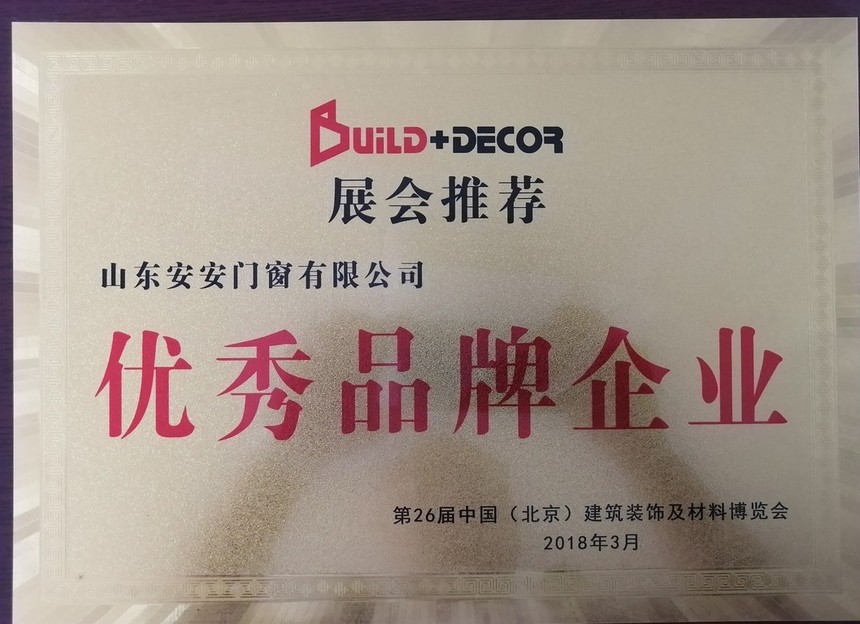 BUiLD+DECOR
展会推荐
山东安安门窗有限公司
优秀品牌企业
第26届中国（北京）建筑装饰及材料博览会
2018年3月